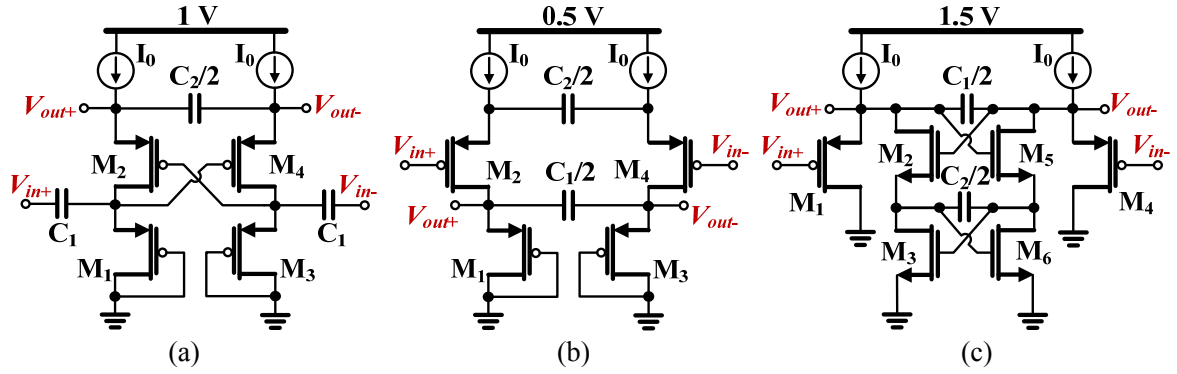 1 V
I₀ I₀
C₂/2
Vout+ Vout-
M₂ M₄
Vin+ Vin-
C₁ C₁
M₁ M₃
(a)
0.5 V
I₀ I₀
C₂/2
Vin+ Vin-
M₂ M₄
C₁/2
Vout+ Vout-
M₁ M₃
(b)
1.5 V
I₀ I₀
C₁/2
Vout+ Vout-
Vin+ M₂ M₅ Vin-
C₂/2
M₁ M₄
M₃ M₆
(c)